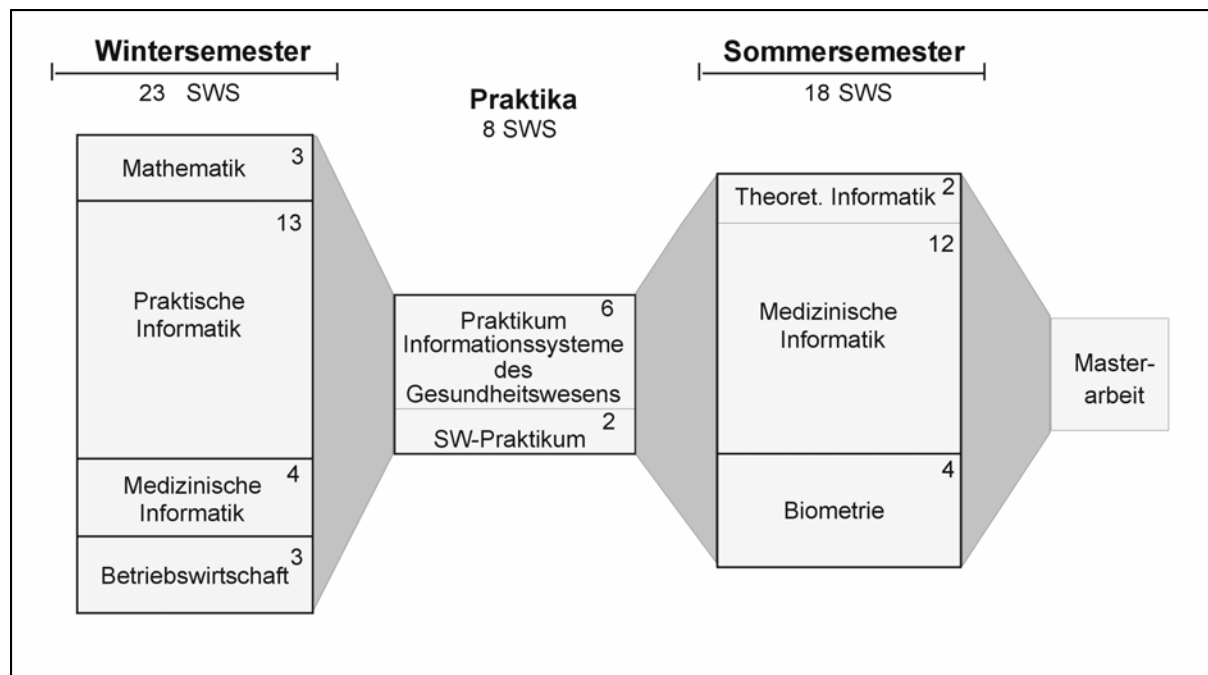 Wintersemester
23 SWS
Mathematik 3
13
Praktische
Informatik
Medizinische 4
Informatik
Betriebswirtschaft 3
Praktika
8 SWS
Praktikum 6
Informationssysteme
des
Gesundheitswesens
SW-Praktikum 2
Sommersemester
18 SWS
Theoret. Informatik 2
12
Medizinische
Informatik
4
Biometrie
Master-
arbeit